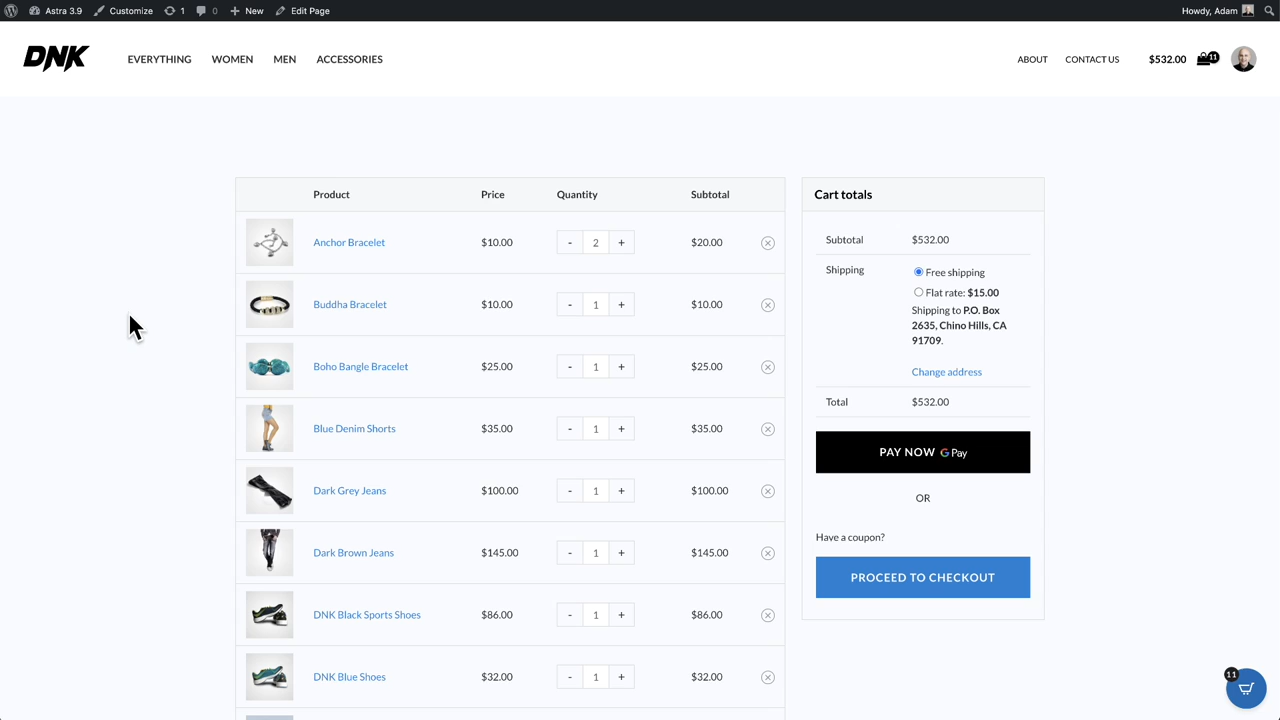 Astra 3.9 Customize 1 0 New Edit Page Howdy, Adam
DNK EVERYTHING WOMEN MEN ACCESSORIES ABOUT CONTACT US $532.00 11
Product Price Quantity Subtotal
Anchor Bracelet $10.00 - 2 + $20.00
Buddha Bracelet $10.00 - 1 + $10.00
Boho Bangle Bracelet $25.00 - 1 + $25.00
Blue Denim Shorts $35.00 - 1 + $35.00
Dark Grey Jeans $100.00 - 1 + $100.00
Dark Brown Jeans $145.00 - 1 + $145.00
DNK Black Sports Shoes $86.00 - 1 + $86.00
DNK Blue Shoes $32.00 - 1 + $32.00
Cart totals
Subtotal $532.00
Shipping Free shipping
Flat rate: $15.00
Shipping to P.O. Box
2635, Chino Hills, CA
91709.
Change address
Total $532.00
PAY NOW G Pay
OR
Have a coupon?
PROCEED TO CHECKOUT
11